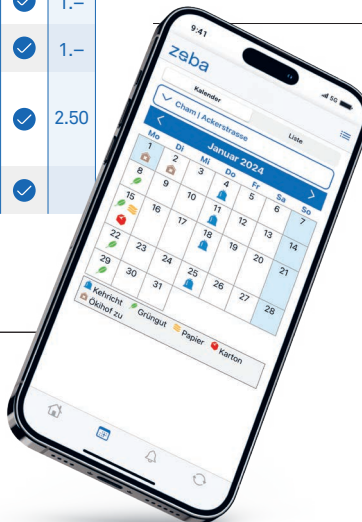 1.–
1.–
2.50
9:41
5G
zeba
Kalender
Liste
Cham | Ackerstrasse
Januar 2024
Mo Di Mi Do Fr Sa So
1 2 3 4 5 6 7
8 9 10 11 12 13 14
15 16 17 18 19 20 21
22 23 24 25 26 27 28
29 30 31
Kehricht Grüngut Papier Karton
Ökihof zu